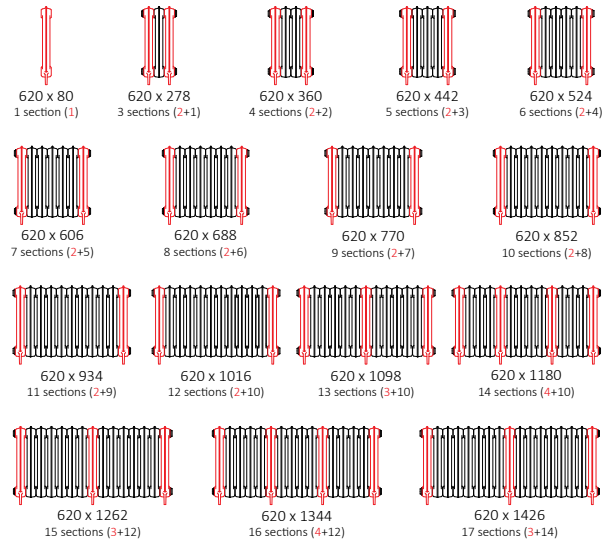 620 x 80
1 section (1)
620 x 278
3 sections (2+1)
620 x 360
4 sections (2+2)
620 x 442
5 sections (2+3)
620 x 524
6 sections (2+4)
620 x 606
7 sections (2+5)
620 x 688
8 sections (2+6)
620 x 770
9 sections (2+7)
620 x 852
10 sections (2+8)
620 x 934
11 sections (2+9)
620 x 1016
12 sections (2+10)
620 x 1098
13 sections (3+10)
620 x 1180
14 sections (4+10)
620 x 1262
15 sections (3+12)
620 x 1344
16 sections (4+12)
620 x 1426
17 sections (3+14)